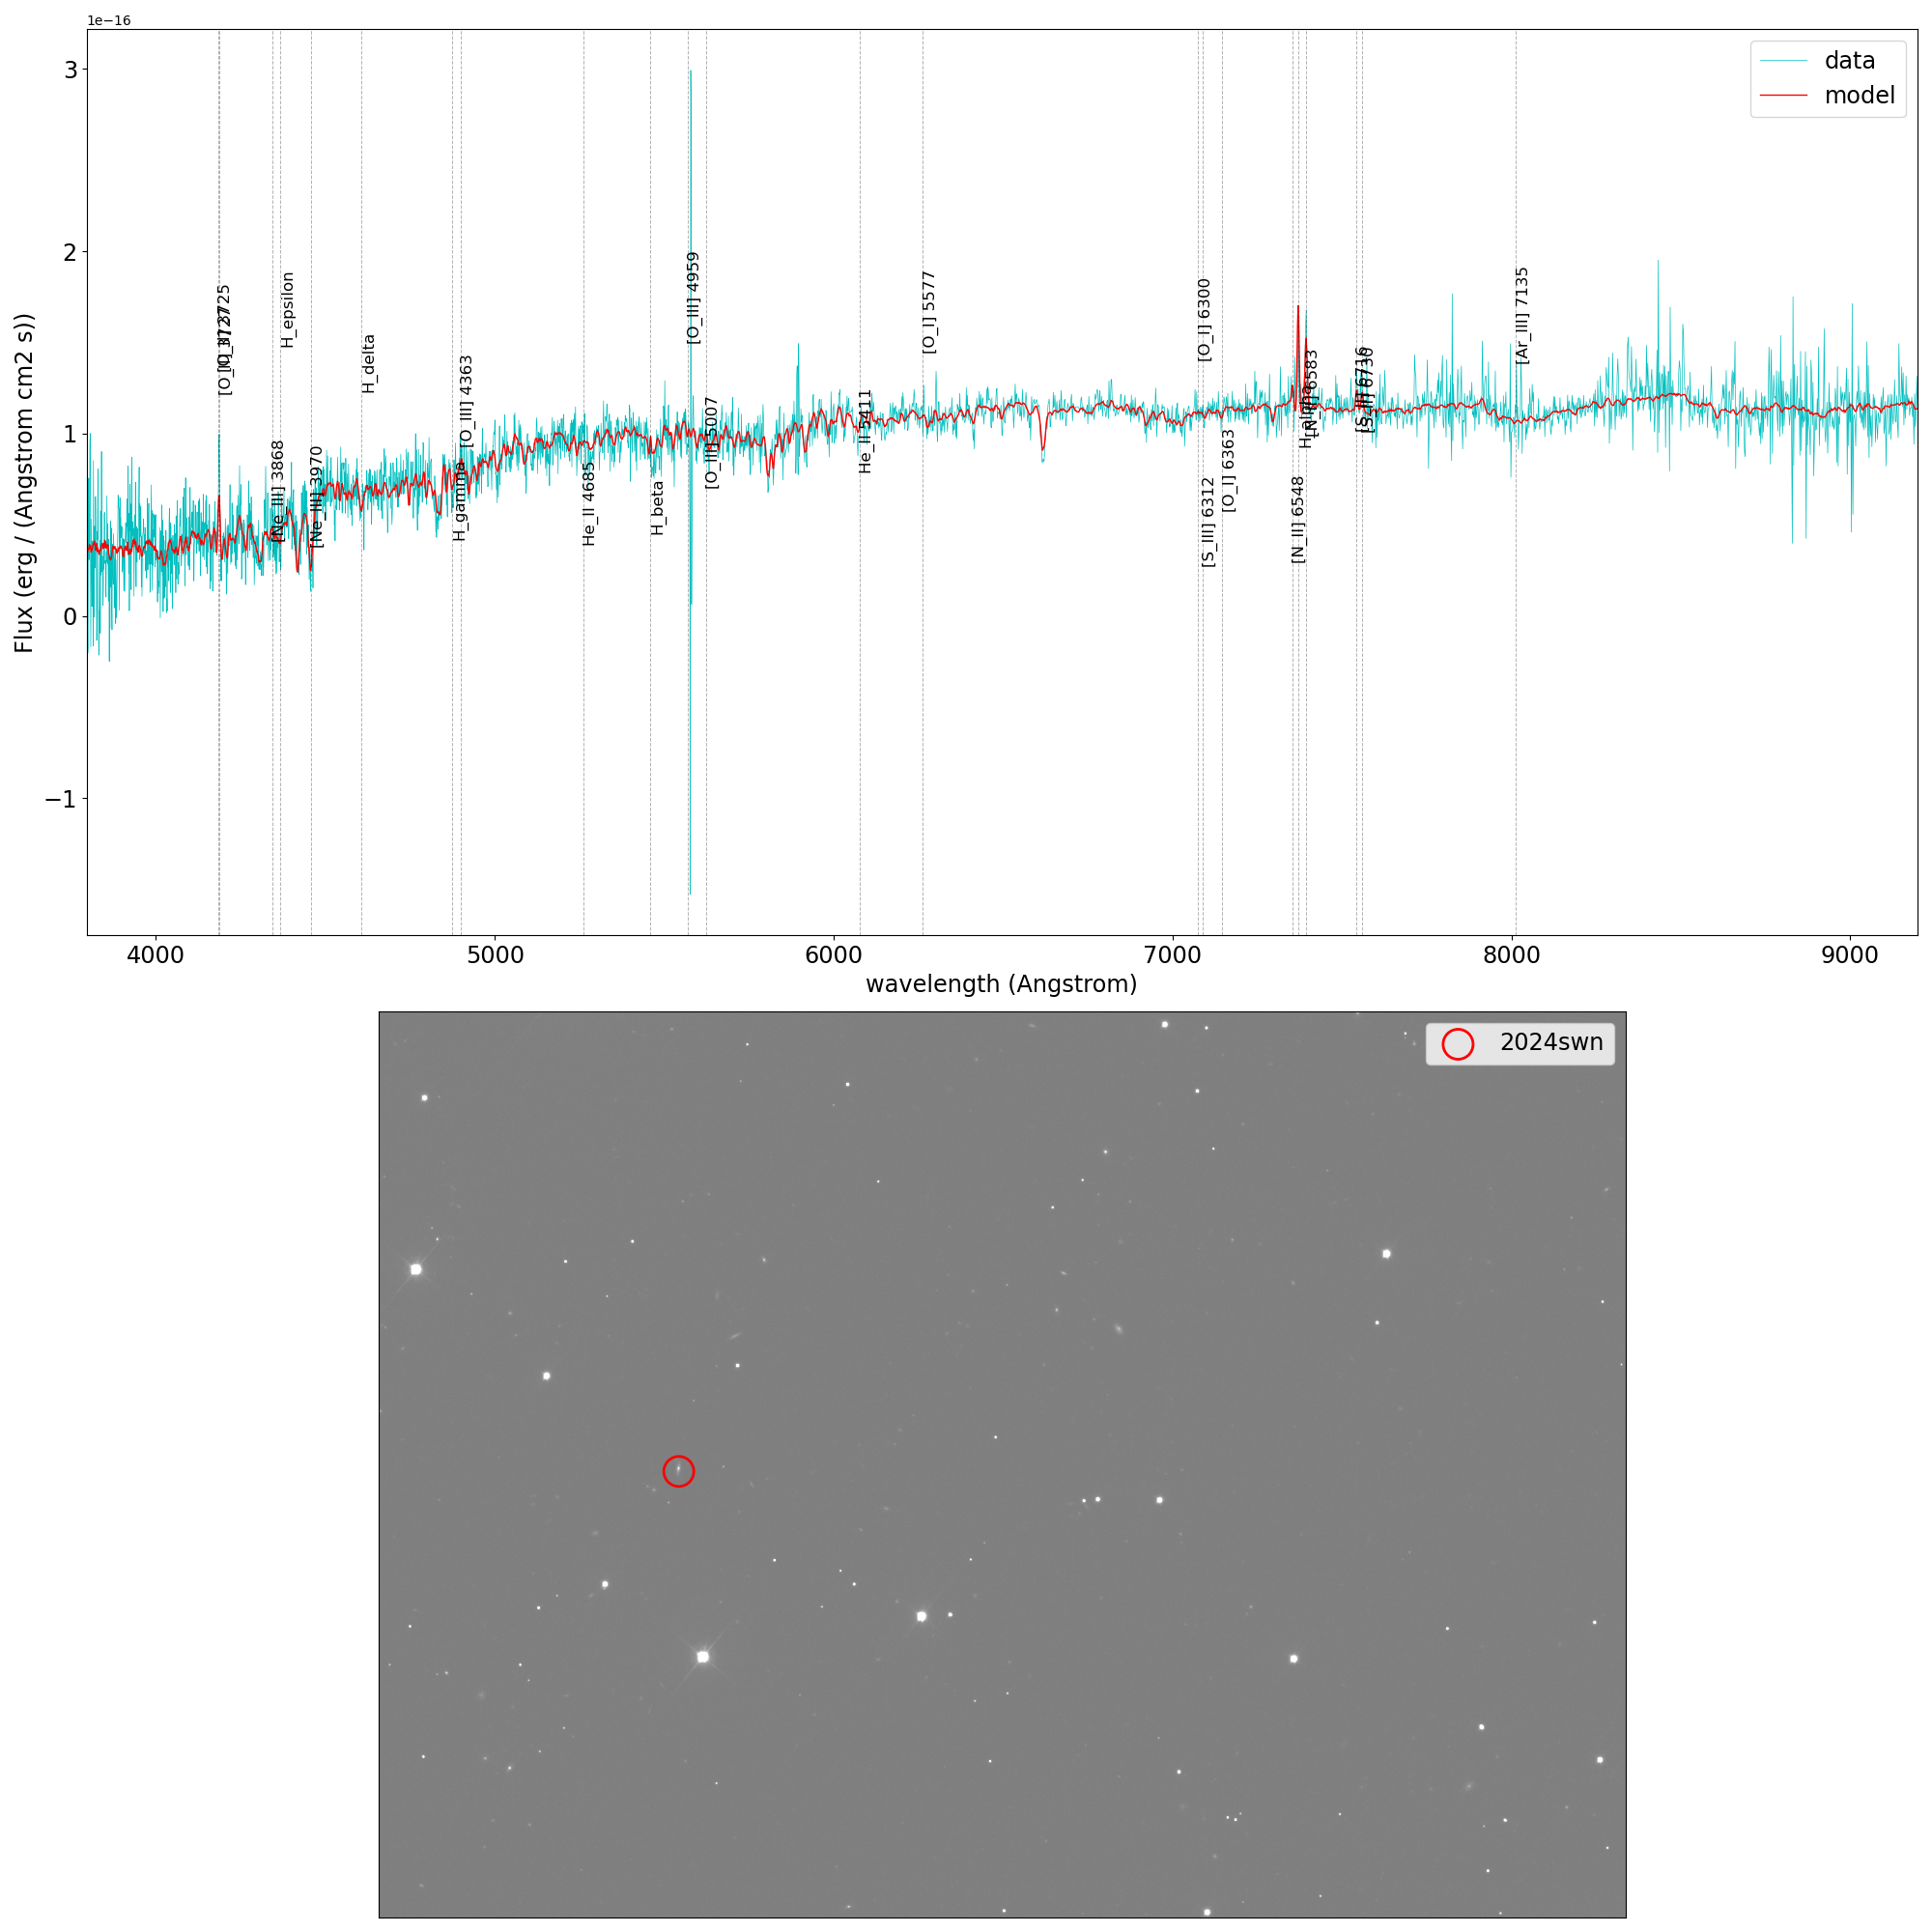 1e−16
data
model
3
2
1
0
−1
Flux (erg / (Angstrom cm2 s))
[Ne_III] 3868
H_epsilon
[Ne_III] 3970
H_delta
H_gamma
[O_III] 4363
He_II 4685
H_beta
[O_III] 4959
[O_III] 5007
He_II 5411
[O_I] 5577
[O_I] 6300
[S_III] 6312
[O_I] 6363
[N_II] 6548
[Ar_III] 7135
4000
5000
6000
7000
8000
9000
wavelength (Angstrom)
2024swn